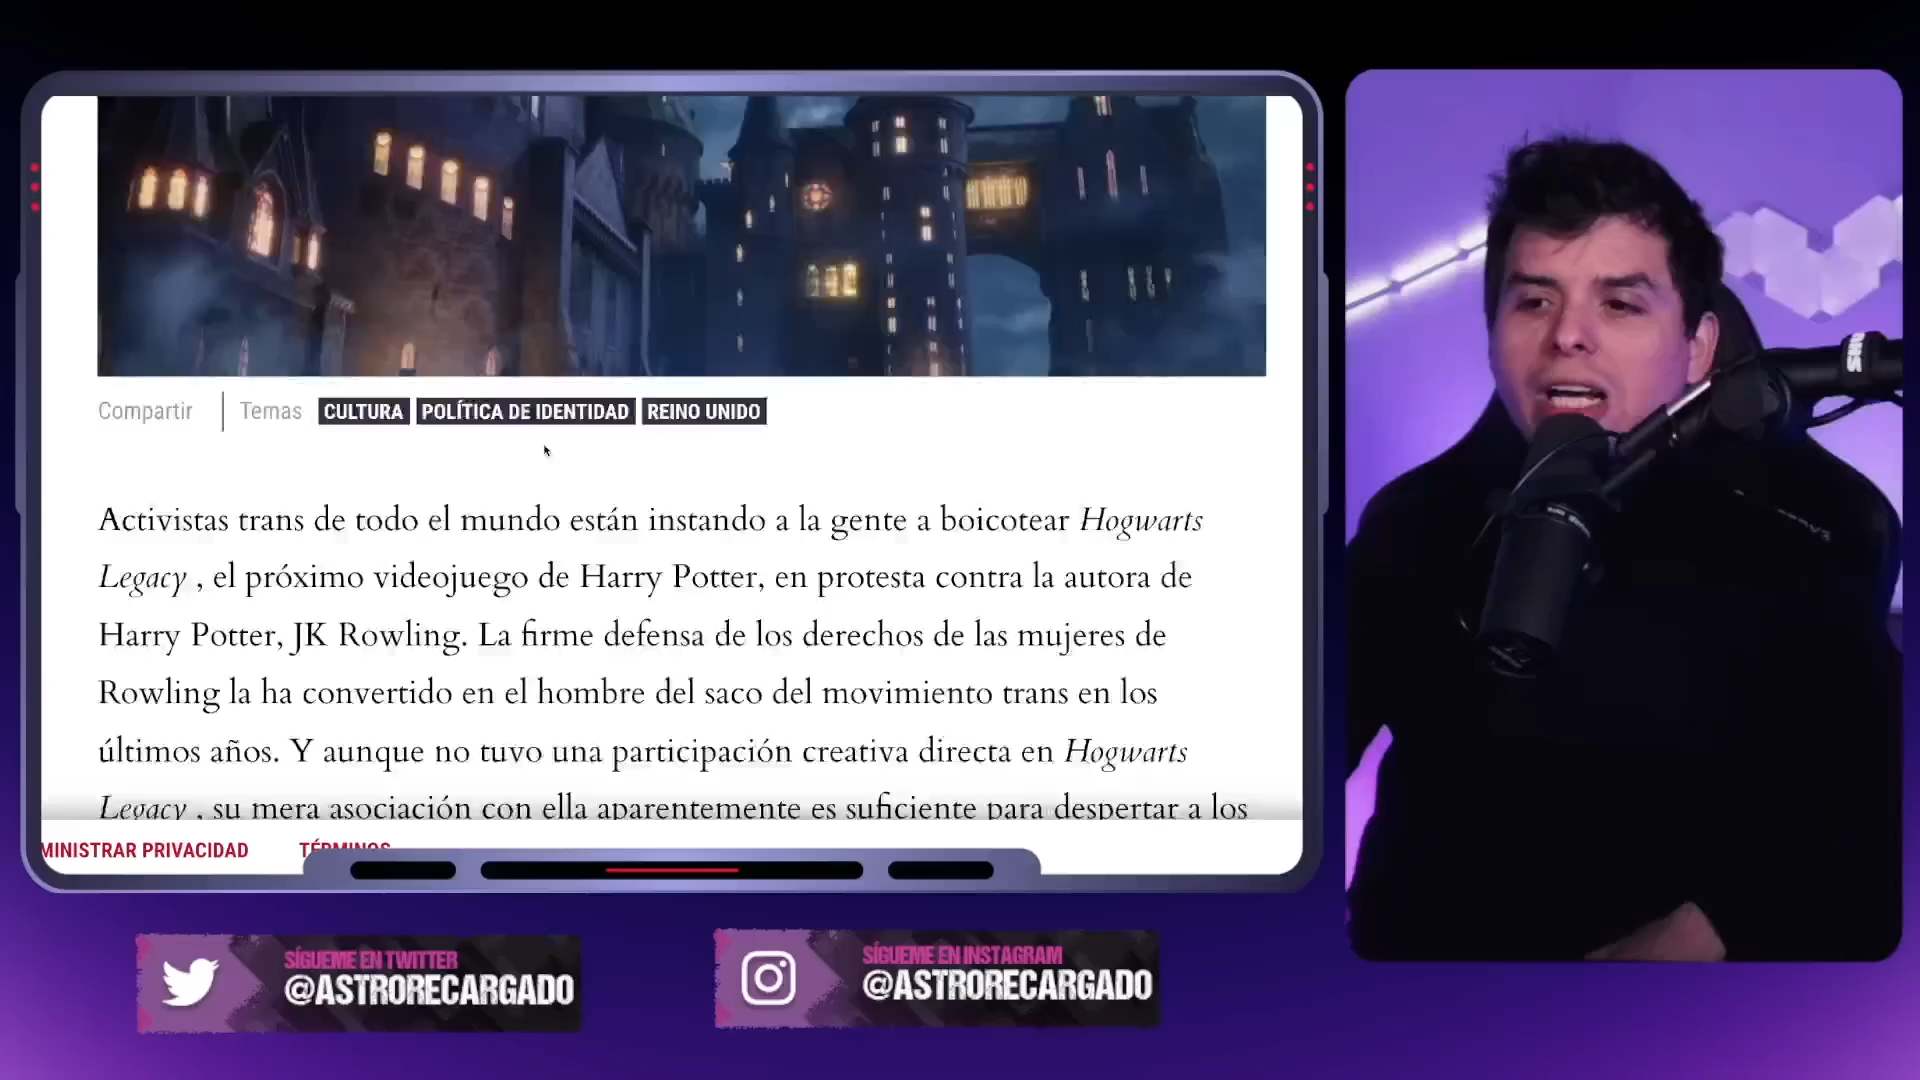 Compartir Temas CULTURA POLÍTICA DE IDENTIDAD REINO UNIDO
Activistas trans de todo el mundo están instando a la gente a boicotear Hogwarts
Legacy , el próximo videojuego de Harry Potter, en protesta contra la autora de
Harry Potter, JK Rowling. La firme defensa de los derechos de las mujeres de
Rowling la ha convertido en el hombre del saco del movimiento trans en los
últimos años. Y aunque no tuvo una participación creativa directa en Hogwarts
Legacy , su mera asociación con ella aparentemente es suficiente para despertar a los
MINISTRAR PRIVACIDAD TÉRMINOS
SÍGUEME EN TWITTER
@ASTRORECARGADO
SÍGUEME EN INSTAGRAM
@ASTRORECARGADO